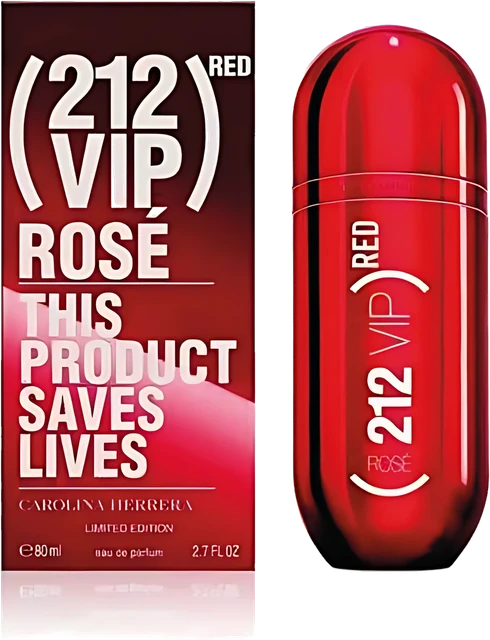 (212)RED
VIP
ROSÉ
THIS
PRODUCT
SAVES
LIVES
CAROLINA HERRERA
LIMITED EDITION
℮80ml eau de parfum 2.7 FL OZ
ROSÉ
(212 VIP)RED